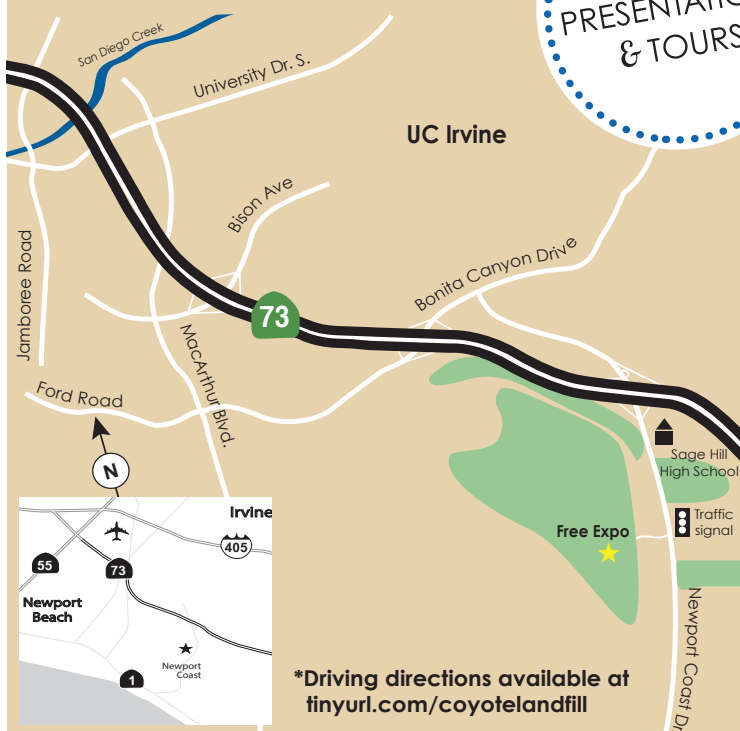 PRESENTATIO
& TOURS
San Diego Creek
University Dr. S.
UC Irvine
Bison Ave
Bonita Canyon Drive
Jamboree Road
73
MacArthur Blvd.
Ford Road
N
Sage Hill
High School
Traffic
signal
Free Expo
Newport Coast Dr
Irvine
405
55
73
Newport
Beach
Newport
Coast
1
*Driving directions available at
tinyurl.com/coyotelandfill